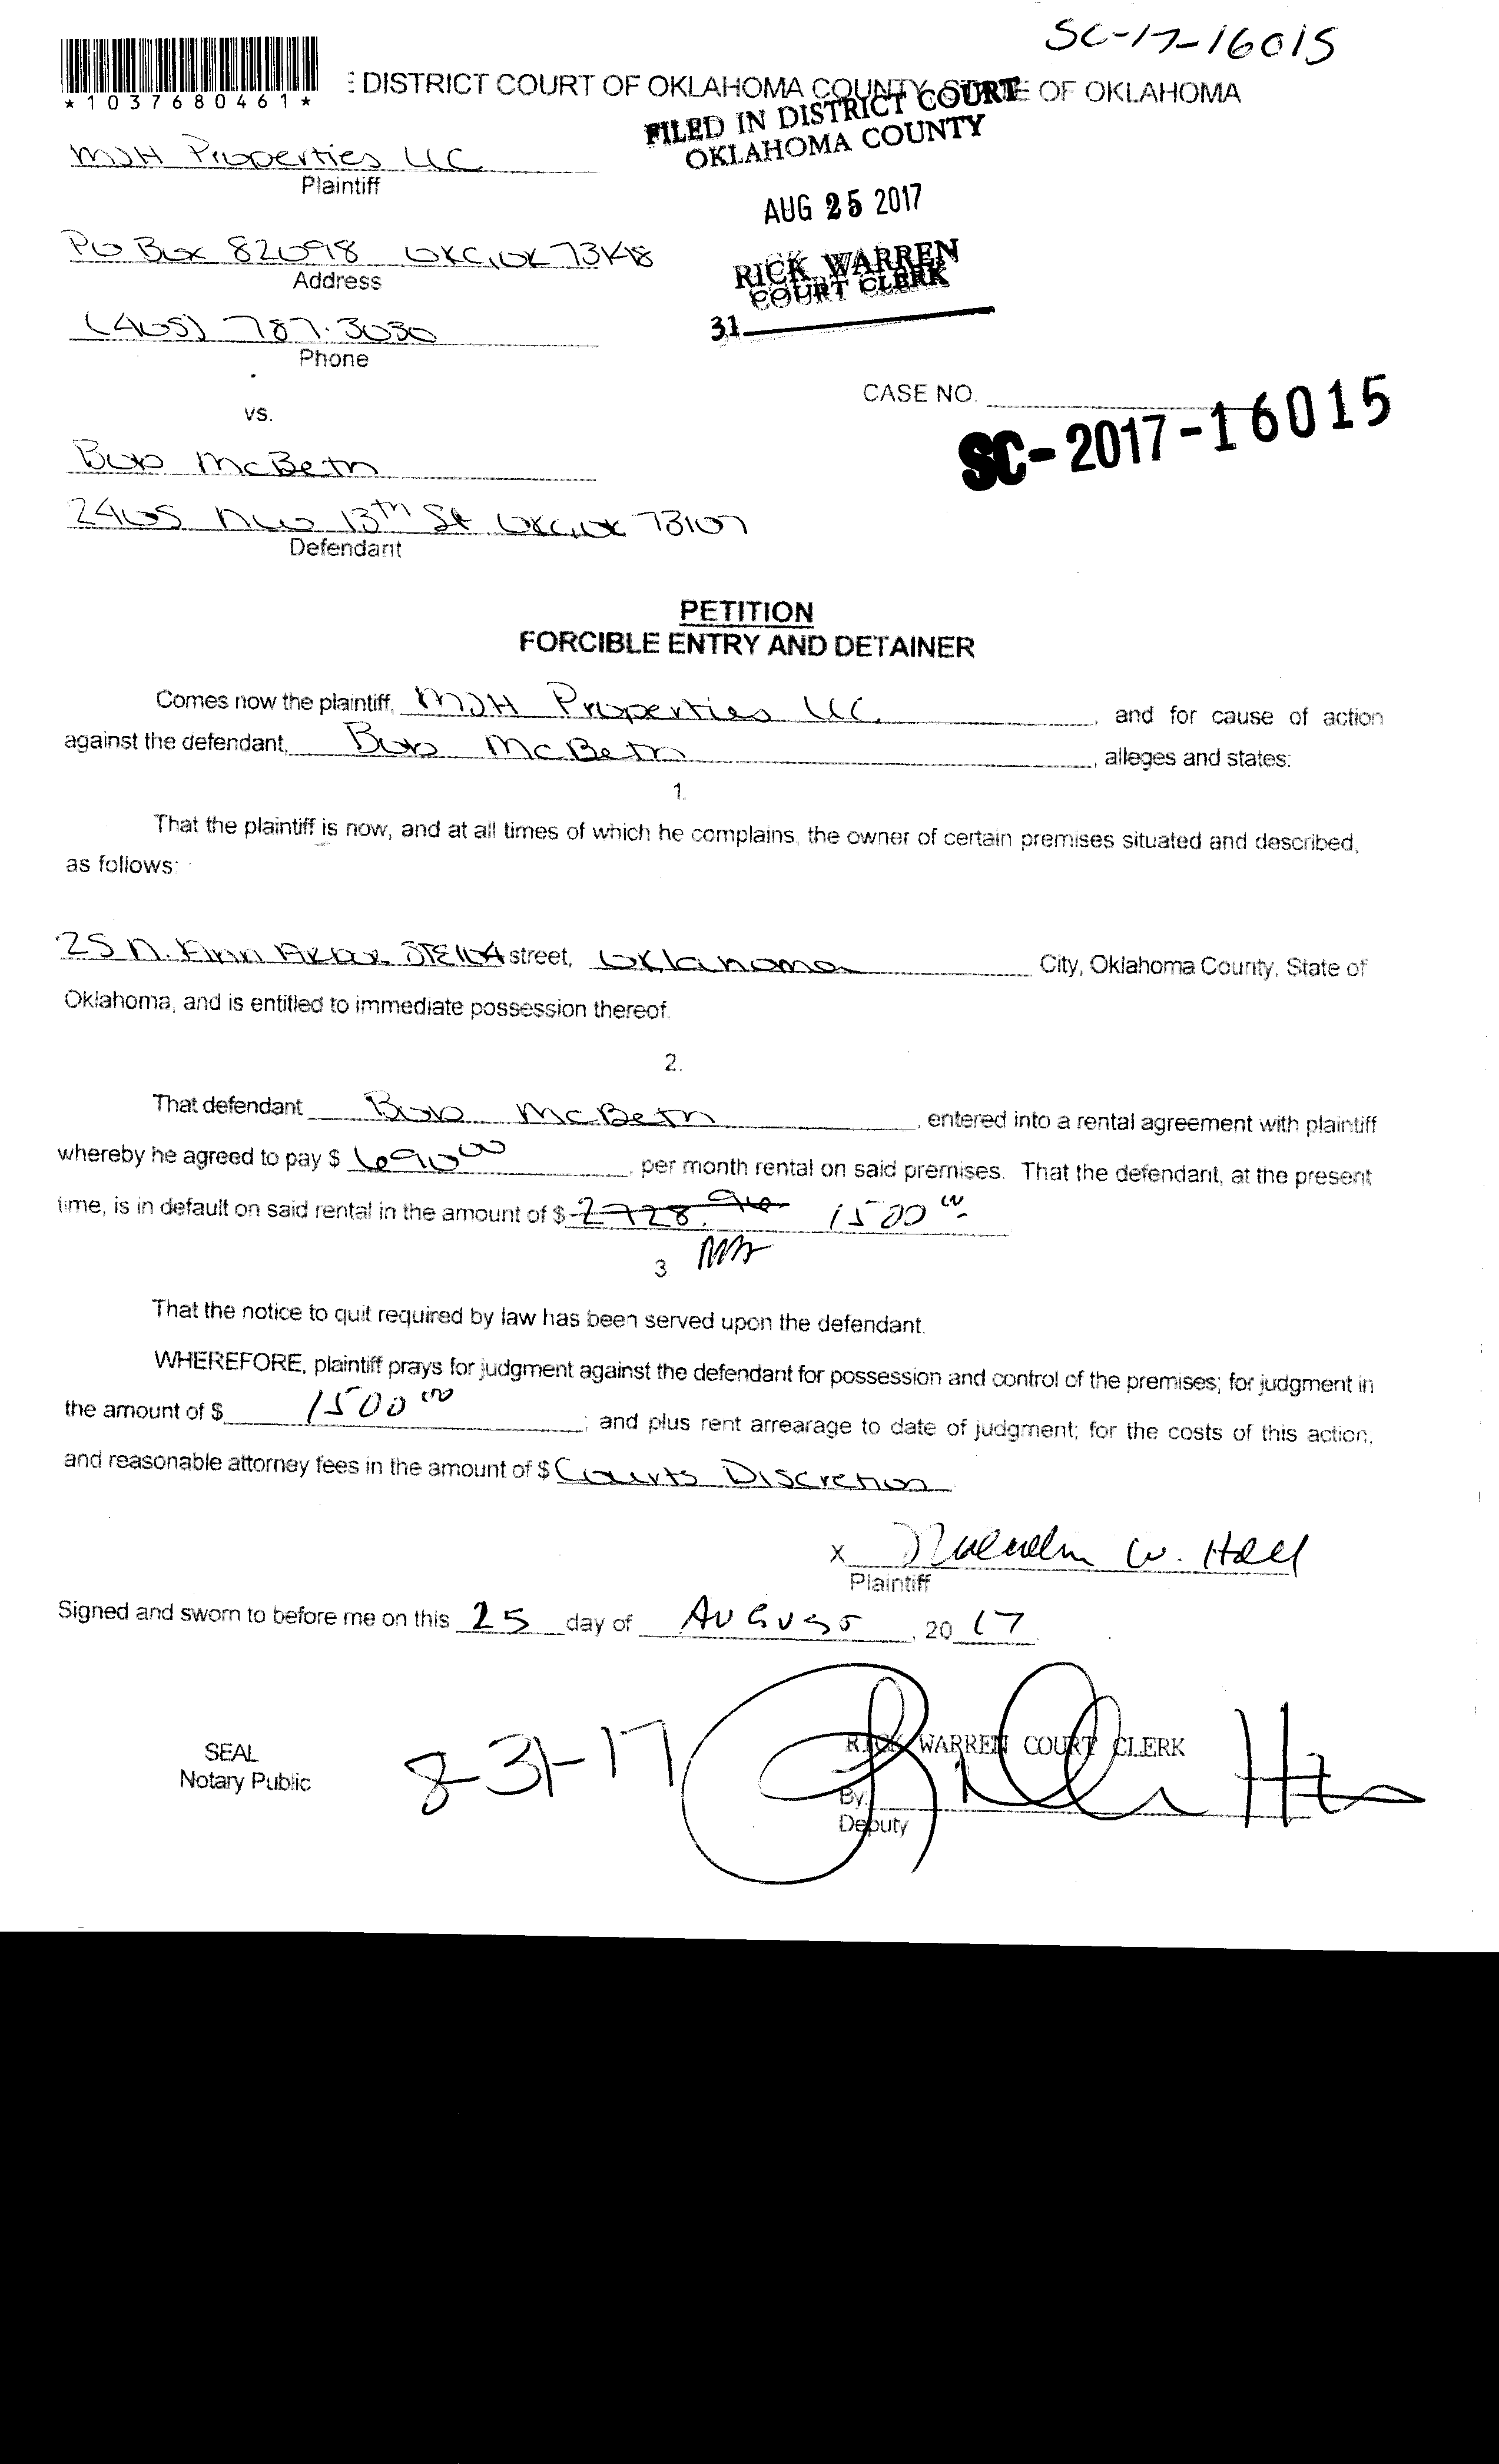 SC-17-16015
*1037680461*
E DISTRICT COURT OF OKLAHOMA COUNTY, STATE OF OKLAHOMA
FILED IN DISTRICT COURT
OKLAHOMA COUNTY
MJH Properties LLC
Plaintiff
AUG 25 2017
PO Box 82098 OKC, OK 73148
Address
RICK WARREN
COURT CLERK
31
(405) 787.3030
Phone
CASE NO.
SC-2017-16015
vs.
Bob McBeth
2405 NW 13th St OKC, OK 73107
Defendant
PETITION
FORCIBLE ENTRY AND DETAINER
Comes now the plaintiff, MJH Properties LLC, and for cause of action
against the defendant, Bob McBeth, alleges and states:
1.
That the plaintiff is now, and at all times of which he complains, the owner of certain premises situated and described,
as follows:
25 N. Ann Arbor STE 104 street, Oklahoma City, Oklahoma County, State of
Oklahoma, and is entitled to immediate possession thereof.
2.
That defendant Bob McBeth, entered into a rental agreement with plaintiff
whereby he agreed to pay $ 690.00, per month rental on said premises. That the defendant, at the present
time, is in default on said rental in the amount of $ 2728.90 1500 00
3.
That the notice to quit required by law has been served upon the defendant.
WHEREFORE, plaintiff prays for judgment against the defendant for possession and control of the premises; for judgment in
the amount of $ 1500 00; and plus rent arrearage to date of judgment; for the costs of this action;
and reasonable attorney fees in the amount of $ Courts Discretion
x Malcolm W. Hall
Plaintiff
Signed and sworn to before me on this 25 day of August, 20 17.
SEAL
Notary Public
8-31-17
RICK WARREN COURT CLERK
By:
Deputy